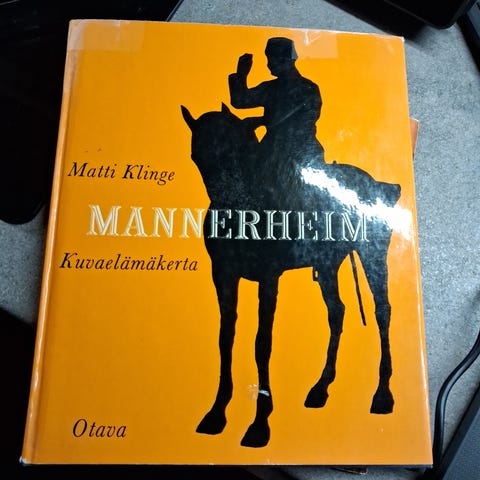 Matti Klinge
MANNERHEIM
Kuvaelämäkerta
Otava